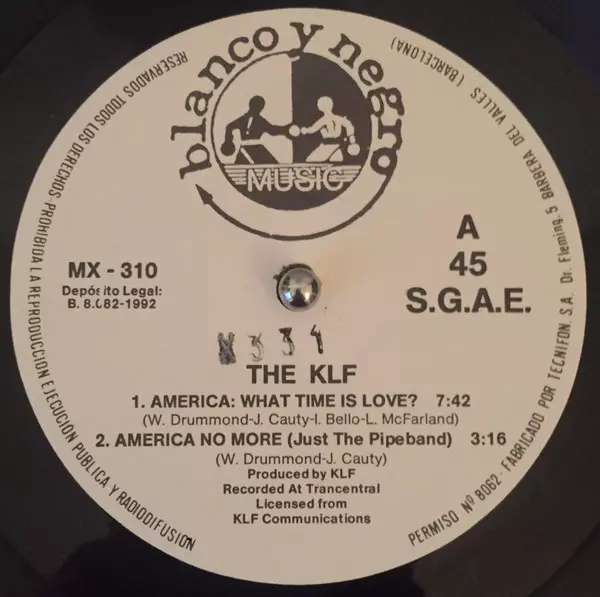 blanco y negro
MUSIC
A
45
S.G.A.E.
MX - 310
Depósito Legal:
B. 8.082-1992
THE KLF
1. AMERICA: WHAT TIME IS LOVE? 7:42
(W. Drummond-J. Cauty-I. Bello-L. McFarland)
2. AMERICA NO MORE (Just The Pipeband) 3:16
(W. Drummond-J. Cauty)
Produced by KLF
Recorded At Trancentral
Licensed from
KLF Communications
RESERVADOS TODOS LOS DERECHOS-PROHIBIDA LA REPRODUCCION EJECUCION PUBLICA Y RADIODIFUSION
PERMISO Nº 8062-FABRICADO POR TECNIFON S.A. Dr. Fleming, 5 BARBERA DEL VALLES (BARCELONA)